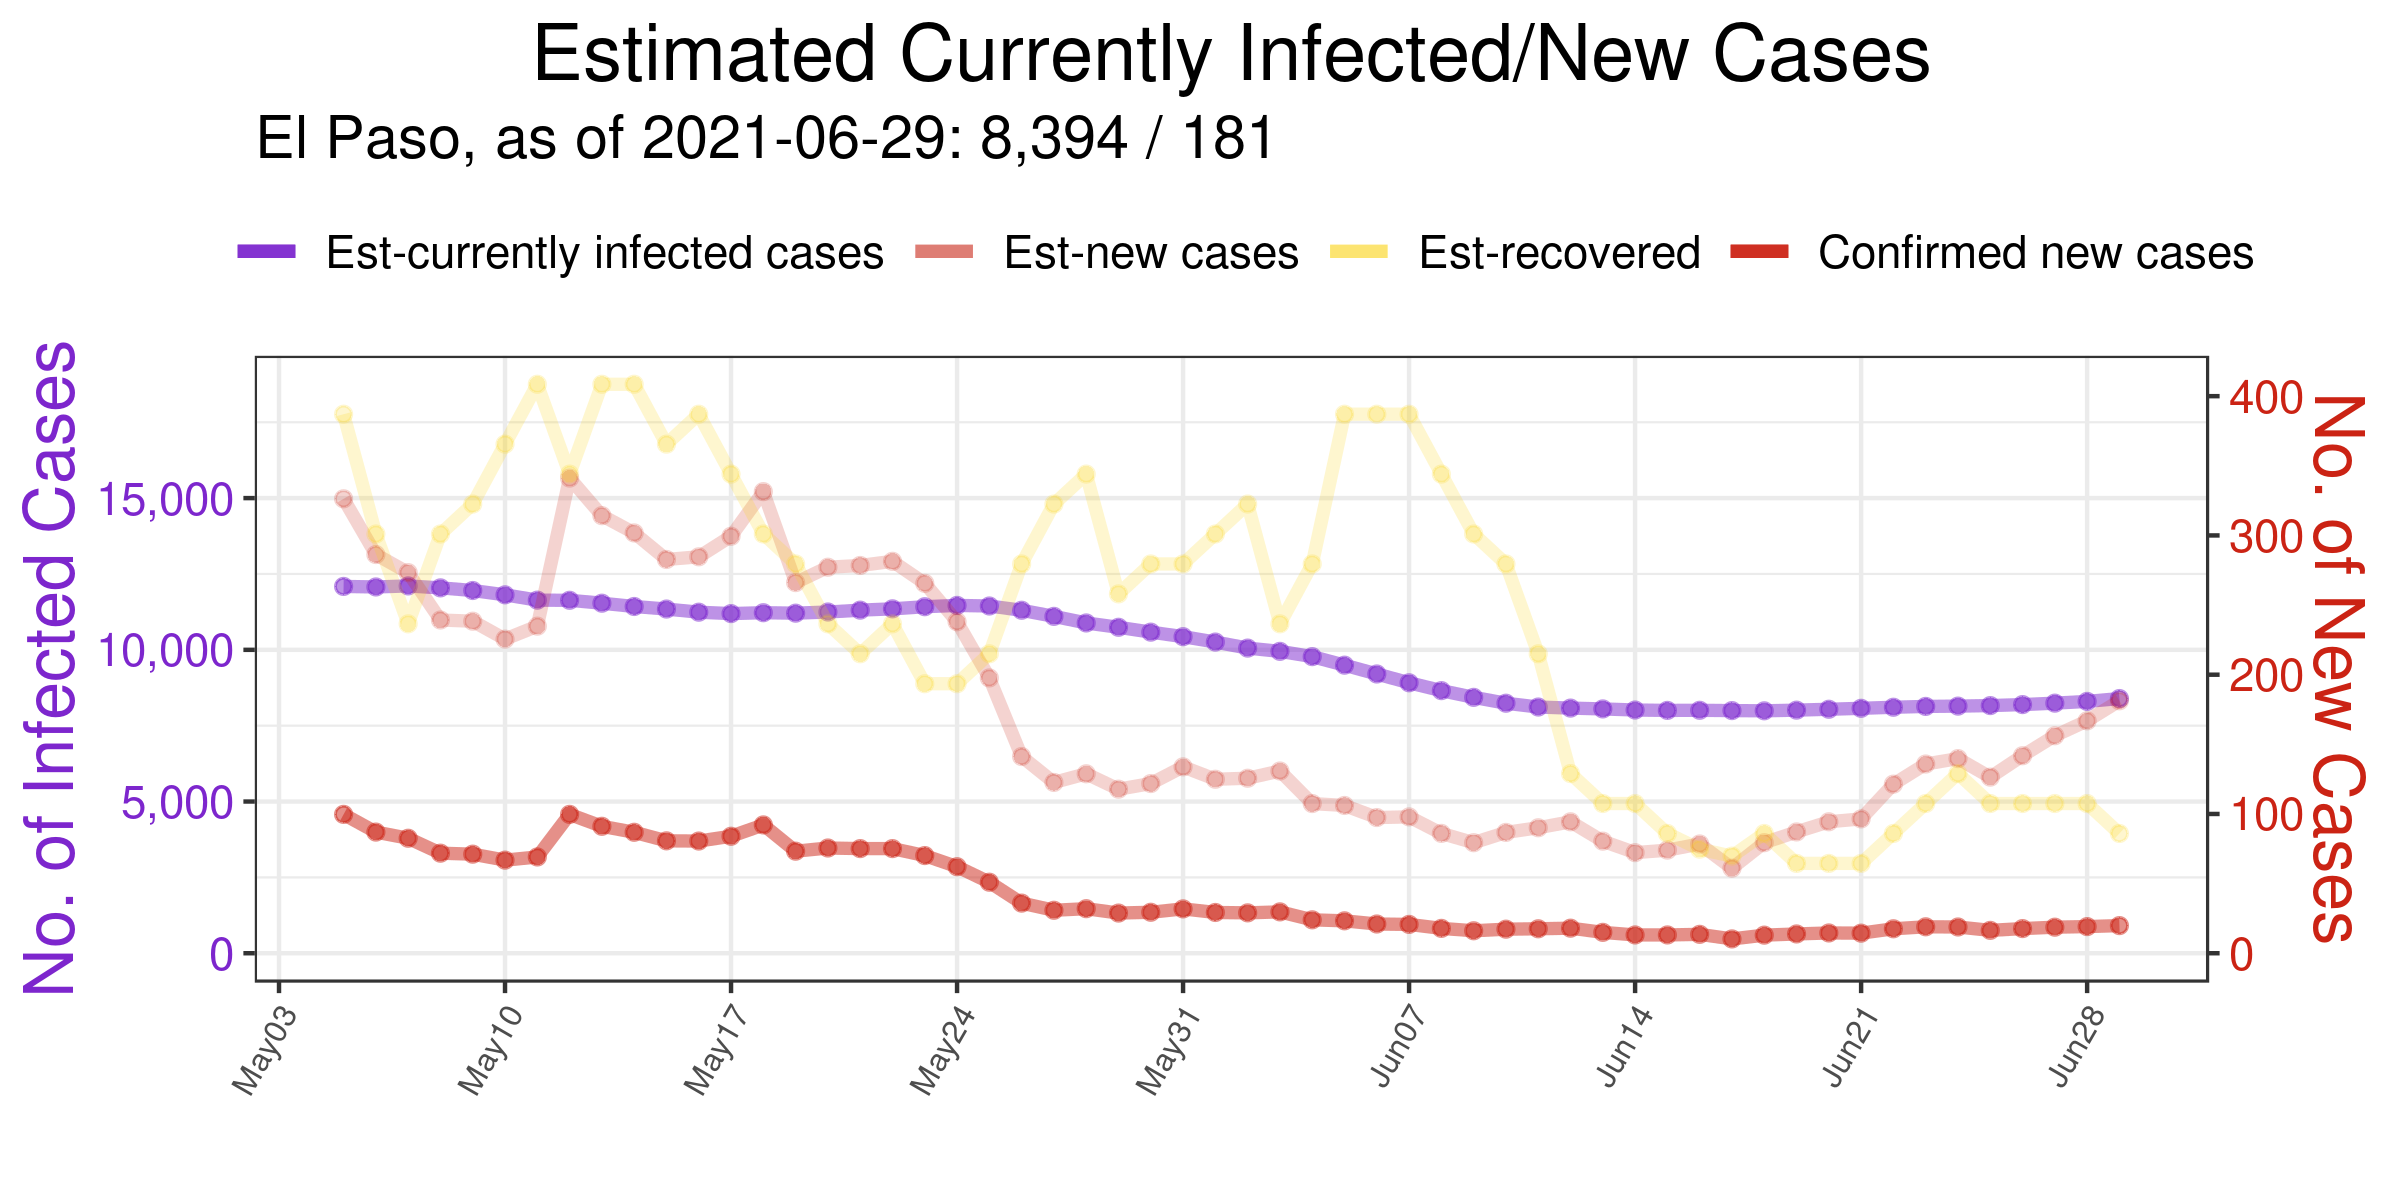 Estimated Currently Infected/New Cases
El Paso, as of 2021-06-29: 8,394 / 181
Est-currently infected cases Est-new cases Est-recovered Confirmed new cases
No. of Infected Cases
15,000
10,000
5,000
0
400
300
200
100
0
No. of New Cases
May03 May10 May17 May24 May31 Jun07 Jun14 Jun21 Jun28